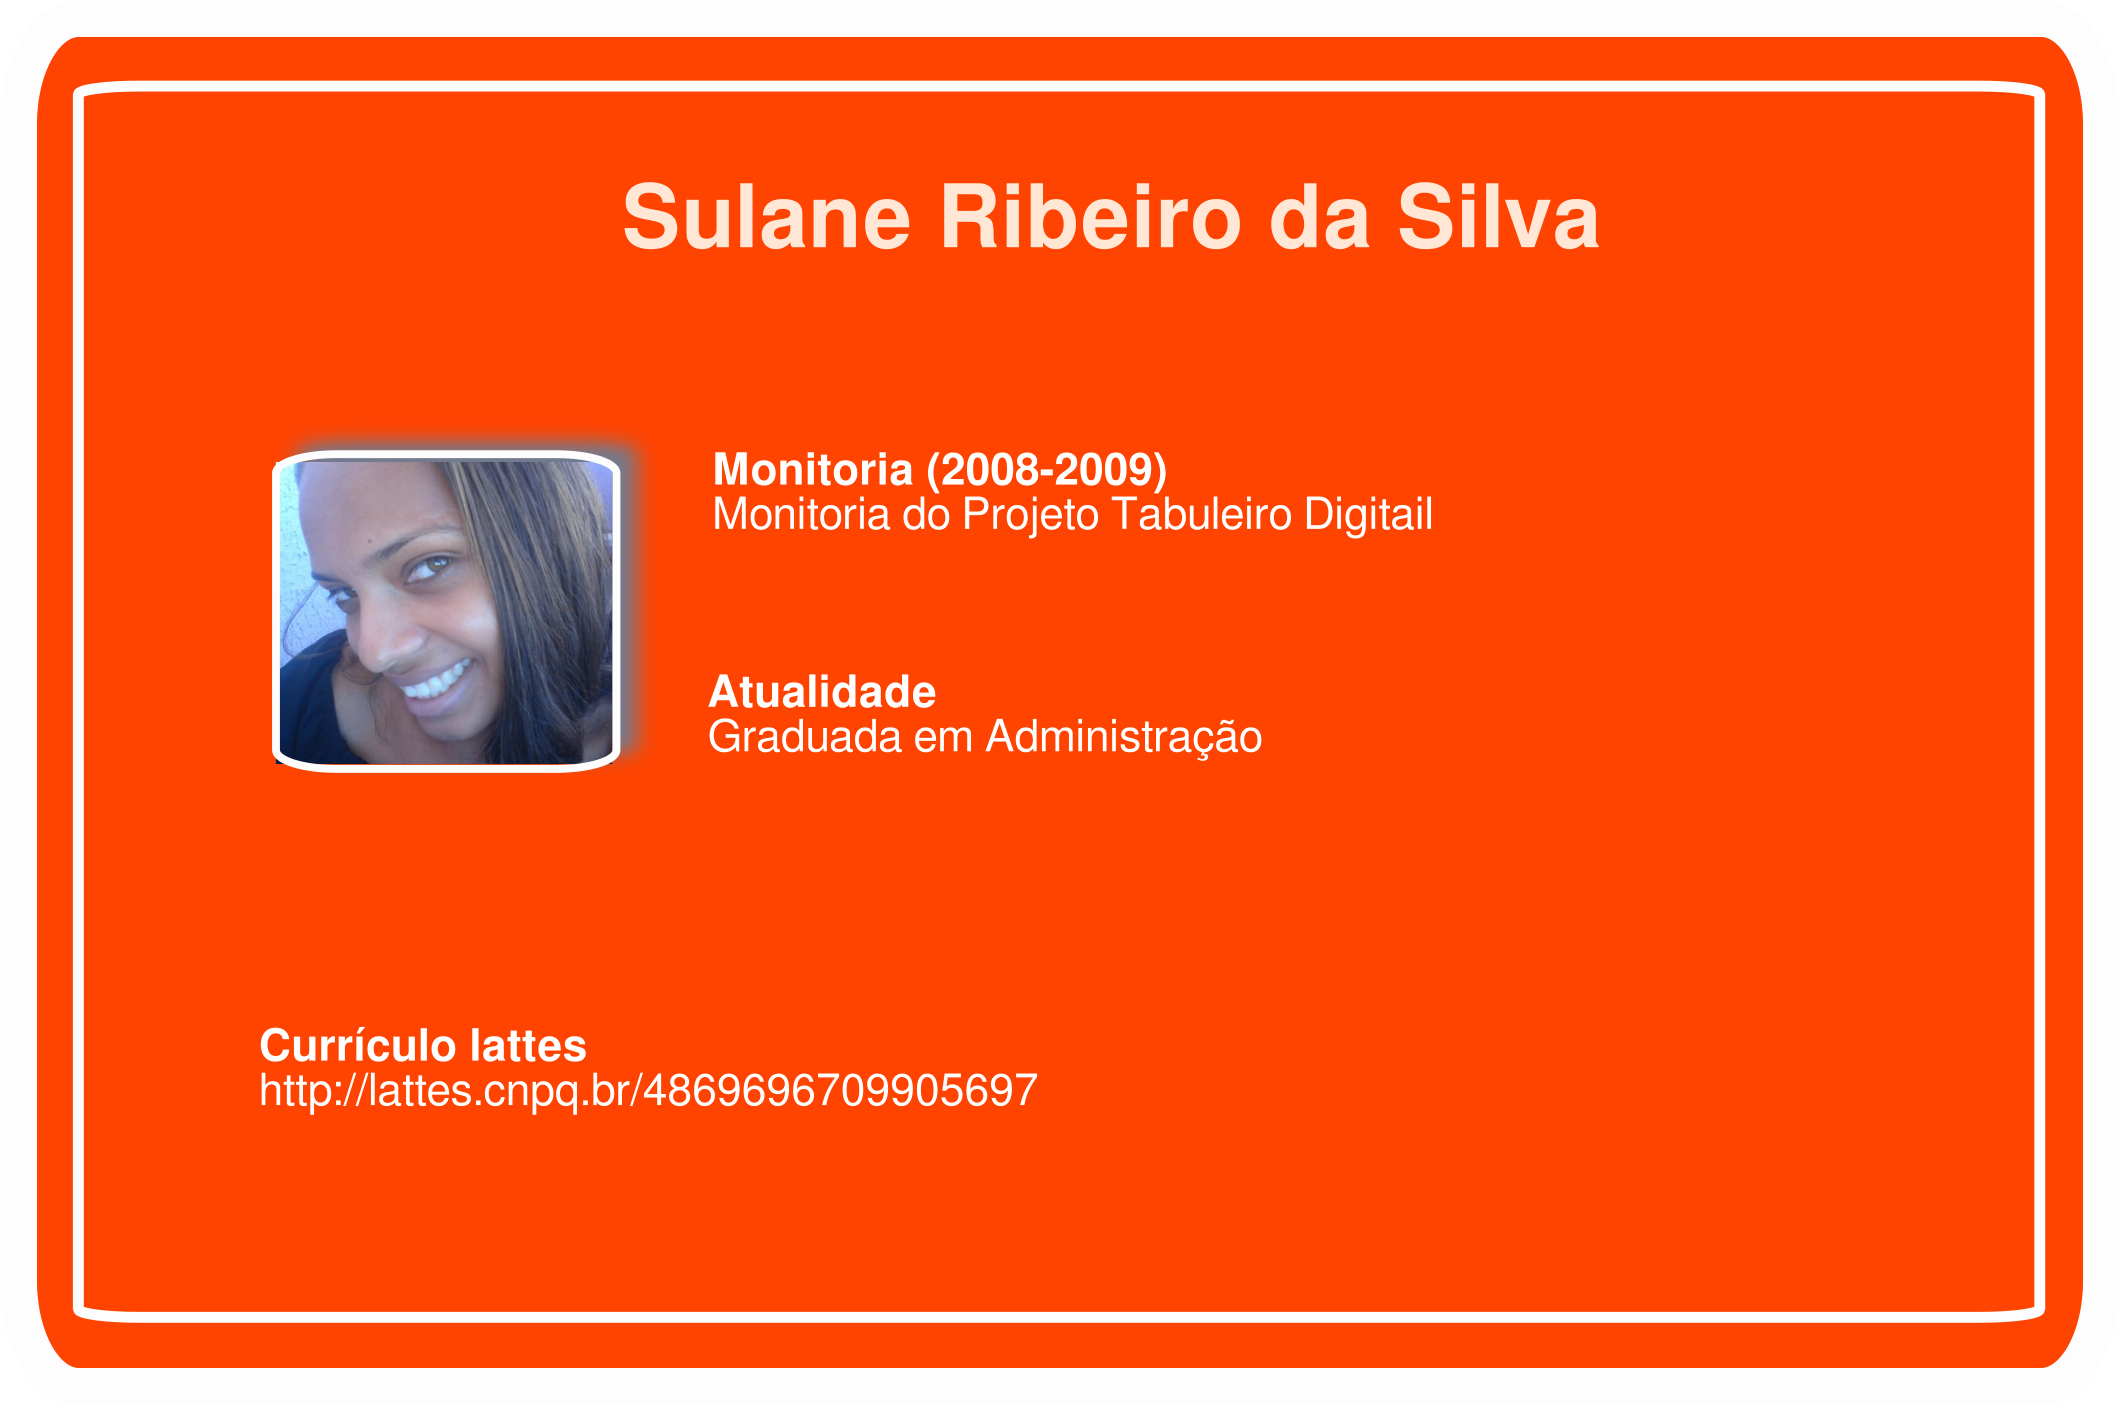 Sulane Ribeiro da Silva
Monitoria (2008-2009)
Monitoria do Projeto Tabuleiro Digitail
Atualidade
Graduada em Administração
Currículo lattes
http://lattes.cnpq.br/4869696709905697